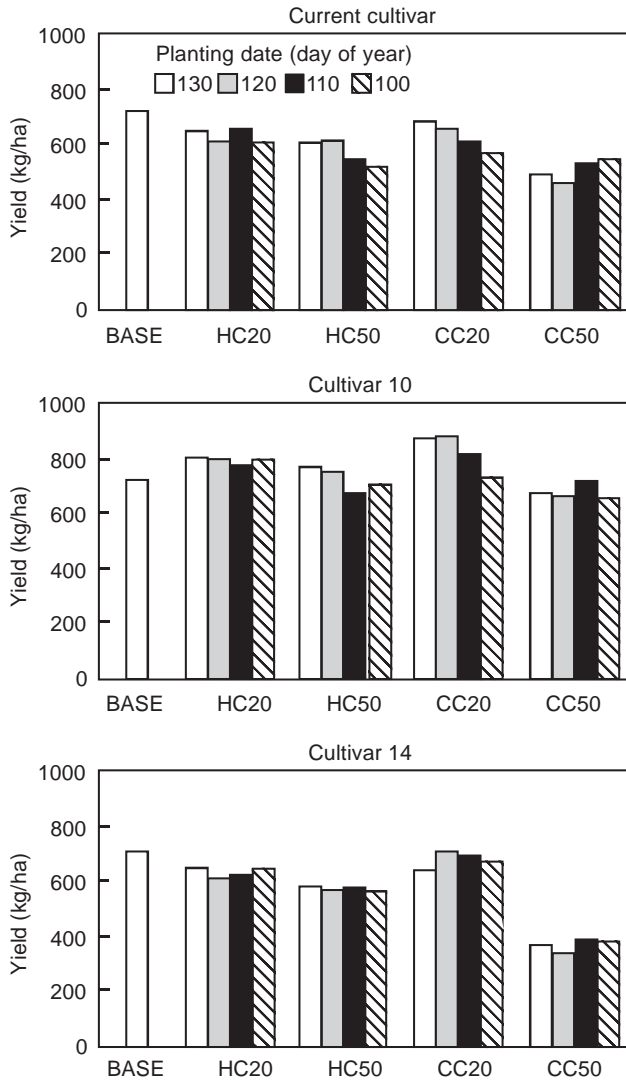 Current cultivar
1000
Planting date (day of year)
130 120 110 100
800
600
400
200
0
Yield (kg/ha)
BASE HC20 HC50 CC20 CC50
Cultivar 10
1000
800
600
400
200
0
Yield (kg/ha)
BASE HC20 HC50 CC20 CC50
Cultivar 14
1000
800
600
400
200
0
Yield (kg/ha)
BASE HC20 HC50 CC20 CC50